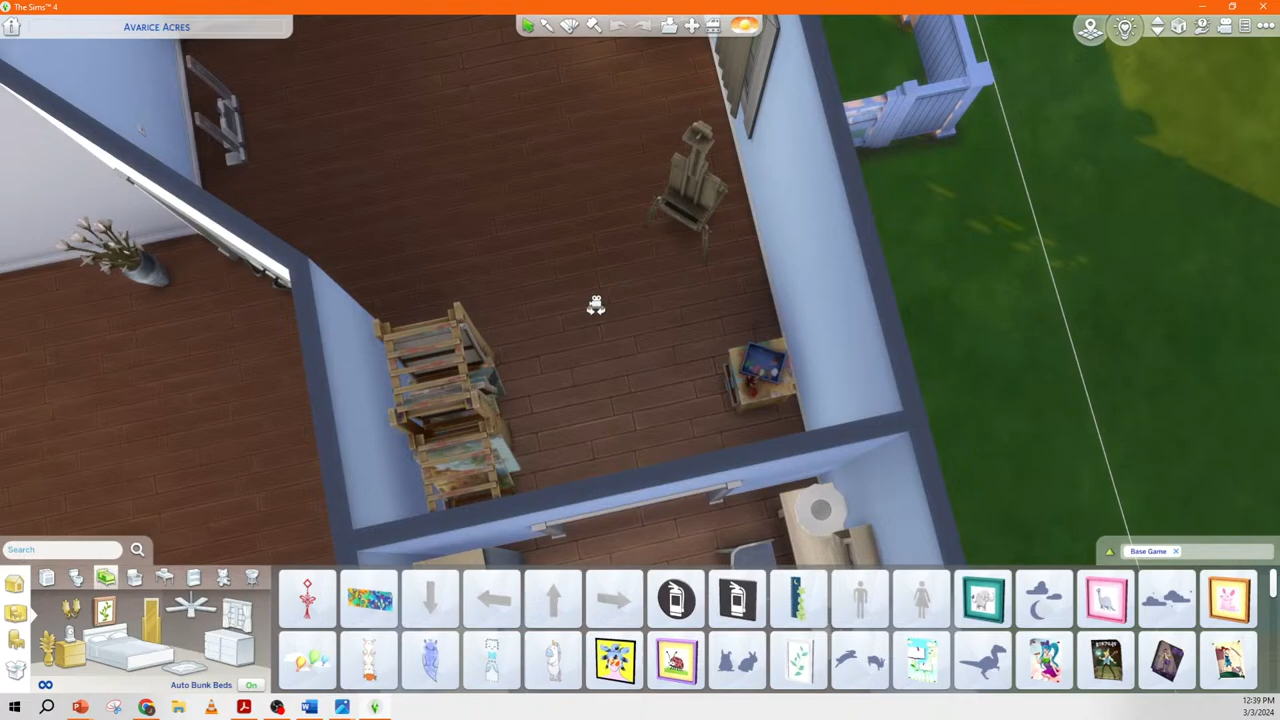 The Sims™ 4
AVARICE ACRES
Base Game
Search
Auto Bunk Beds
On
12:39 PM
3/3/2024